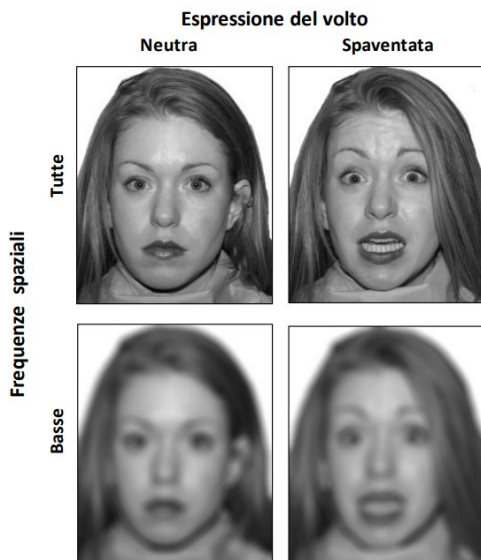 Espressione del volto
Neutra
Spaventata
Tutte
Frequenze spaziali
Basse